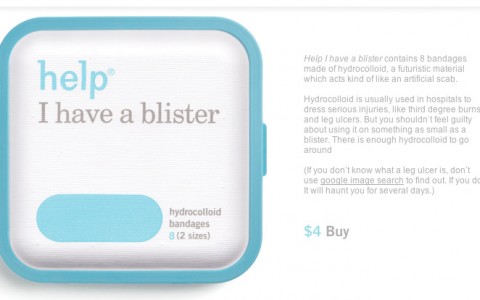 help®
I have a blister
hydrocolloid
bandages
8 (2 sizes)
Help I have a blister contains 8 bandages
made of hydrocolloid, a futuristic material
which acts kind of like an artificial scab.
Hydrocolloid is usually used in hospitals to
dress serious injuries, like third degree burns
and leg ulcers. But you shouldn't feel guilty
about using it on something as small as a
blister. There is enough hydrocolloid to go
around
(If you don't know what a leg ulcer is, don't
use google image search to find out. If you do
It will haunt you for several days.)
$4 Buy